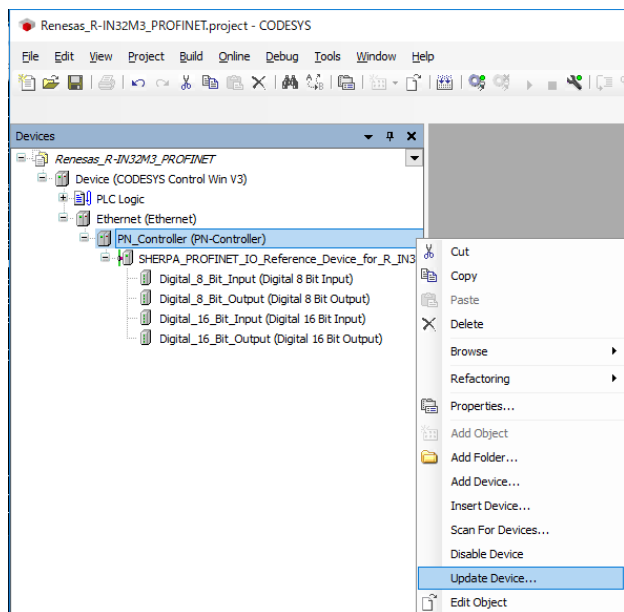 Renesas_R-IN32M3_PROFINET.project - CODESYS
File Edit View Project Build Online Debug Tools Window Help
Devices
Renesas_R-IN32M3_PROFINET
Device (CODESYS Control Win V3)
PLC Logic
Ethernet (Ethernet)
PN_Controller (PN-Controller)
SHERPA_PROFINET_IO_Reference_Device_for_R_IN3
Digital_8_Bit_Input (Digital 8 Bit Input)
Digital_8_Bit_Output (Digital 8 Bit Output)
Digital_16_Bit_Input (Digital 16 Bit Input)
Digital_16_Bit_Output (Digital 16 Bit Output)
Cut
Copy
Paste
Delete
Browse
Refactoring
Properties...
Add Object
Add Folder...
Add Device...
Insert Device...
Scan For Devices...
Disable Device
Update Device...
Edit Object